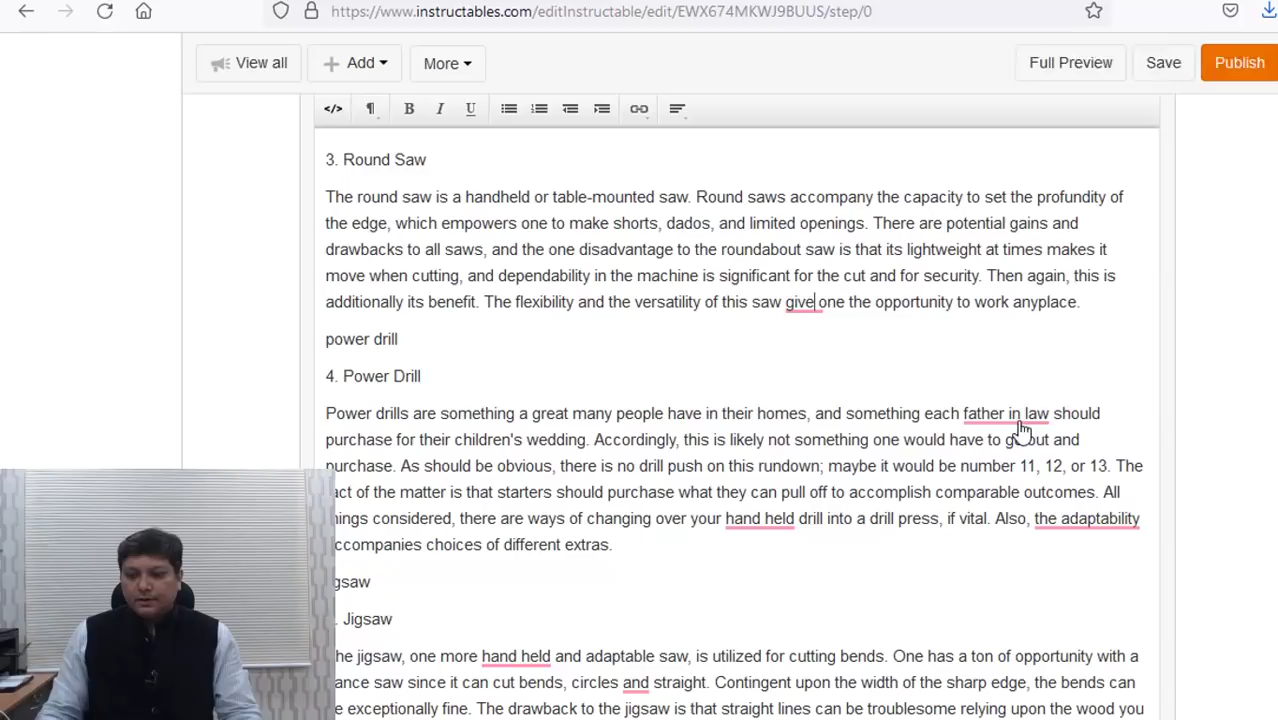 https://www.instructables.com/editInstructable/edit/EWX674MKWJ9BUUS/step/0
View all
Add
More
Full Preview
Save
Publish
3. Round Saw
The round saw is a handheld or table-mounted saw. Round saws accompany the capacity to set the profundity of
the edge, which empowers one to make shorts, dados, and limited openings. There are potential gains and
drawbacks to all saws, and the one disadvantage to the roundabout saw is that its lightweight at times makes it
move when cutting, and dependability in the machine is significant for the cut and for security. Then again, this is
additionally its benefit. The flexibility and the versatility of this saw give one the opportunity to work anyplace.
power drill
4. Power Drill
Power drills are something a great many people have in their homes, and something each father in law should
purchase for their children's wedding. Accordingly, this is likely not something one would have to go out and
purchase. As should be obvious, there is no drill push on this rundown; maybe it would be number 11, 12, or 13. The
of the matter is that starters should purchase what they can pull off to accomplish comparable outcomes. All
considered, there are ways of changing over your hand held drill into a drill press, if vital. Also, the adaptability
accompanies choices of different extras.
Jigsaw
The jigsaw, one more hand held and adaptable saw, is utilized for cutting bends. One has a ton of opportunity with a
saw since it can cut bends, circles and straight. Contingent upon the width of the sharp edge, the bends can
be exceptionally fine. The drawback to the jigsaw is that straight lines can be troublesome relying upon the wood you